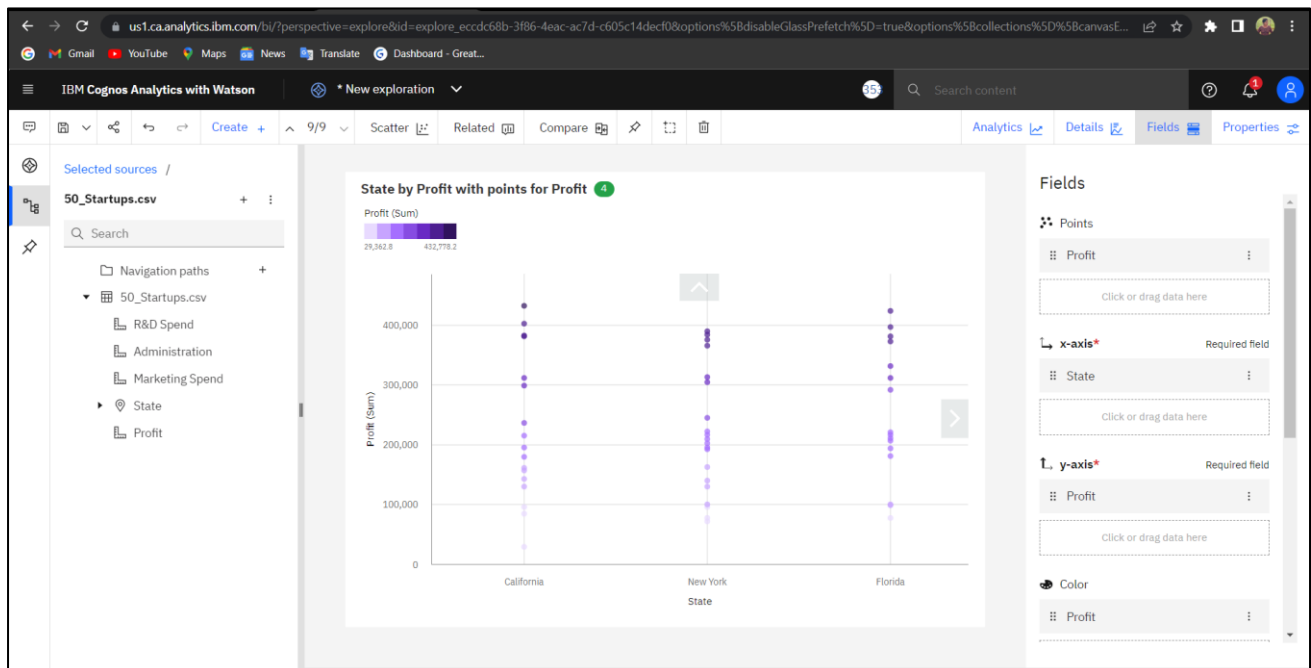 us1.ca.analytics.ibm.com/bi/?perspective=explore&id=explore_eccdc68b-3f86-4eac-ac7d-c605c14decf0&options%5BdisableGlassPrefetch%5D=true&options%5Bcollections%5D%5BcanvasE...
Gmail YouTube Maps News Translate Dashboard - Great...
IBM Cognos Analytics with Watson * New exploration Search content 1
Create + 9/9 Scatter Related Compare Analytics Details Fields Properties
Selected sources /
50_Startups.csv
Search
Navigation paths
50_Startups.csv
R&D Spend
Administration
Marketing Spend
State
Profit
State by Profit with points for Profit 4
Profit (Sum)
29,362.8 432,778.2
Profit (Sum)
400,000
300,000
200,000
100,000
0
California New York Florida
State
Fields
Points
Profit
Click or drag data here
x-axis* Required field
State
Click or drag data here
y-axis* Required field
Profit
Click or drag data here
Color
Profit